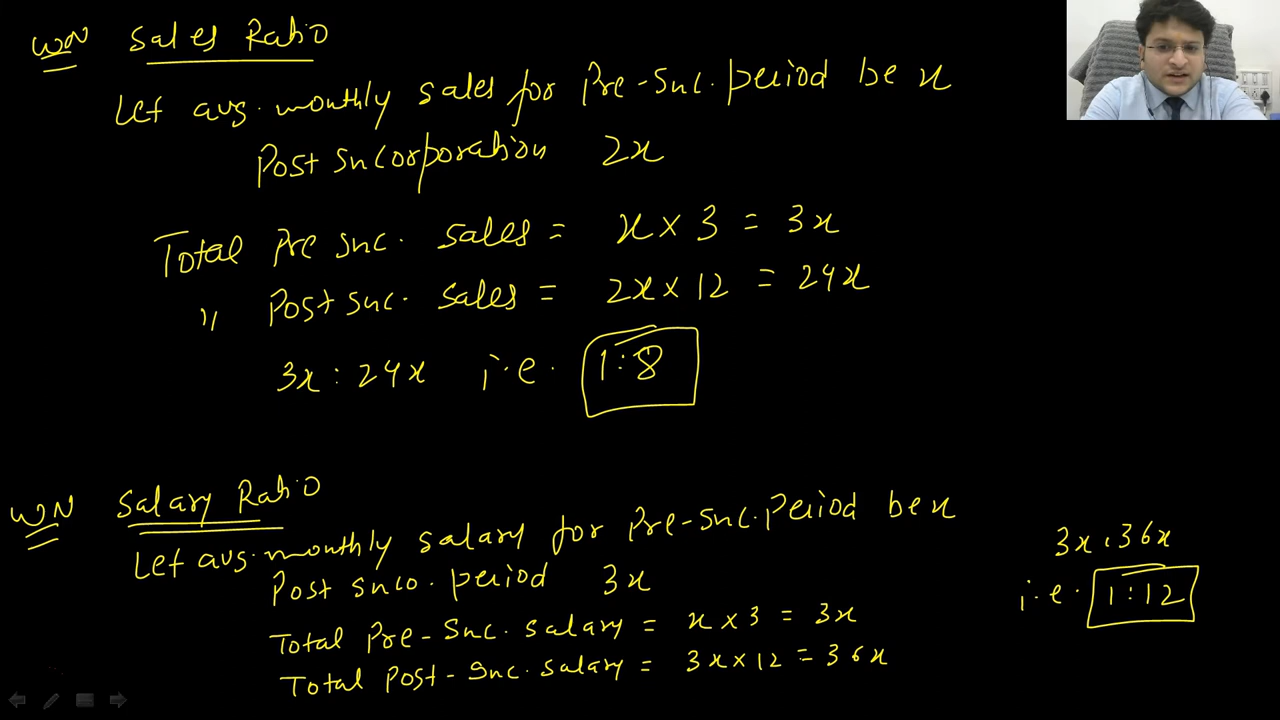 WN Sales Ratio
Let avg. monthly sales for Pre-Inc. period be x
Post Incorporation 2x
Total Pre Inc. sales = x × 3 = 3x
" Post Inc. sales = 2x × 12 = 24x
3x : 24x i.e. 1:8
WN Salary Ratio
Let avg. monthly salary for Pre-Inc. Period be x
Post Inco. period 3x
Total Pre-Inc. salary = x × 3 = 3x
Total Post-Inc. salary = 3x × 12 = 36x
3x : 36x
i.e. 1:12